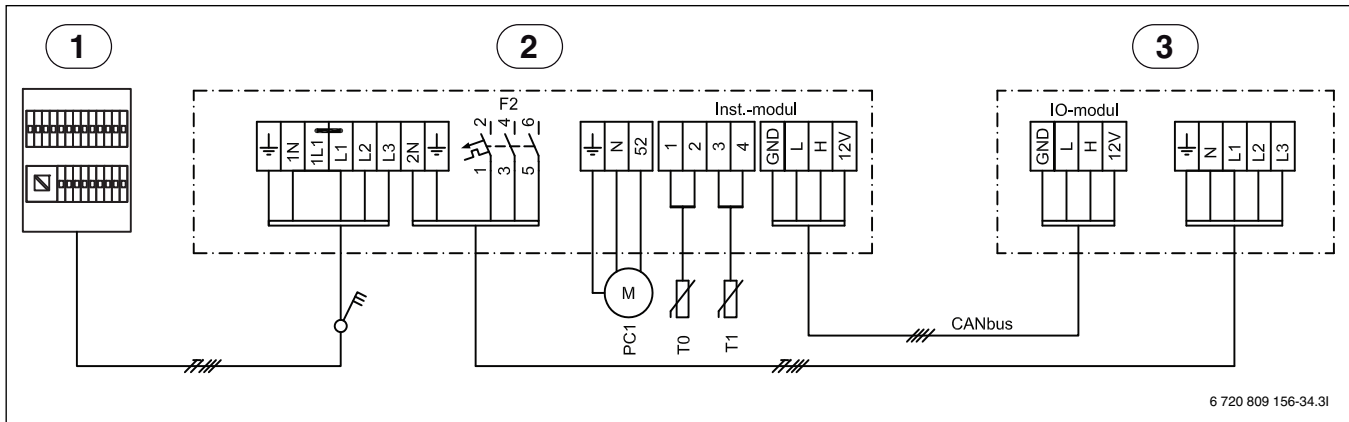 1
2
3
F2
Inst.-modul
IO-modul
1N
1L1
L1
L2
L3
2N
1
2
3
4
5
6
N
52
1
2
3
4
GND
L
H
12V
GND
L
H
12V
N
L1
L2
L3
M
PC1
T0
T1
CANbus
6 720 809 156-34.3I